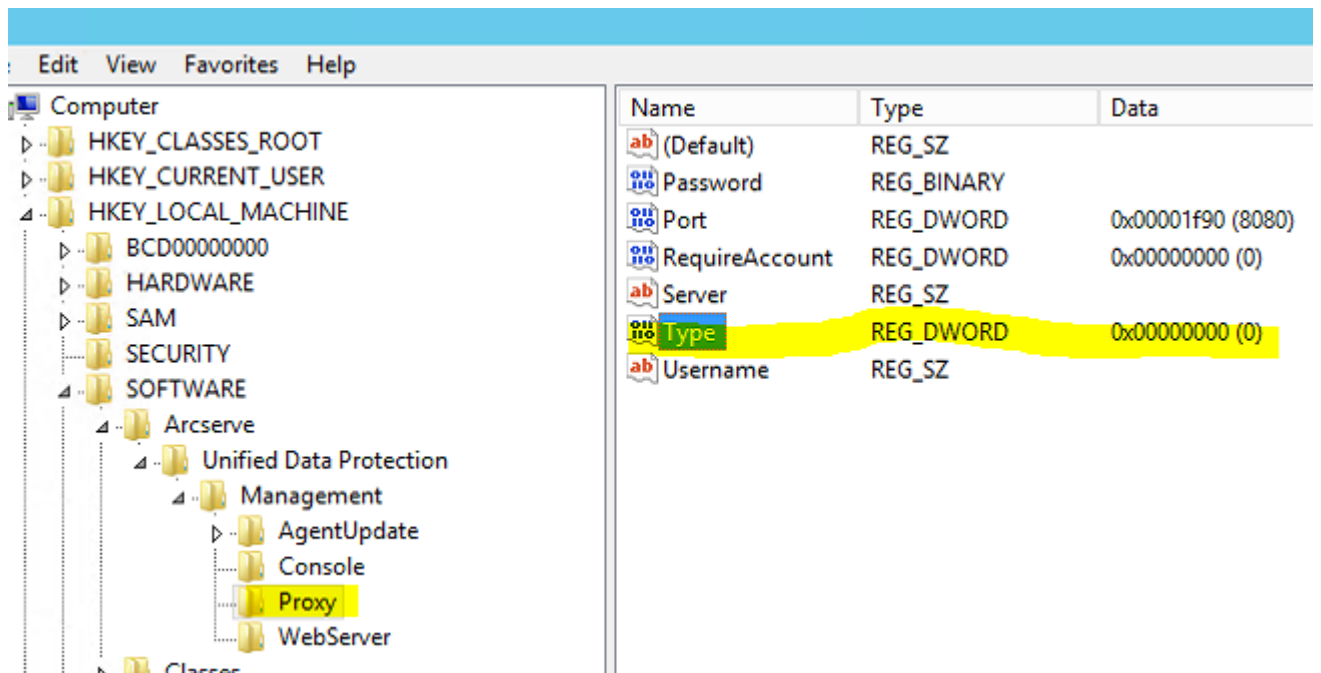 Edit View Favorites Help
Computer
HKEY_CLASSES_ROOT
HKEY_CURRENT_USER
HKEY_LOCAL_MACHINE
BCD00000000
HARDWARE
SAM
SECURITY
SOFTWARE
Arcserve
Unified Data Protection
Management
AgentUpdate
Console
Proxy
WebServer
Classes
Name Type Data
(Default) REG_SZ
Password REG_BINARY
Port REG_DWORD 0x00001f90 (8080)
RequireAccount REG_DWORD 0x00000000 (0)
Server REG_SZ
Type REG_DWORD 0x00000000 (0)
Username REG_SZ